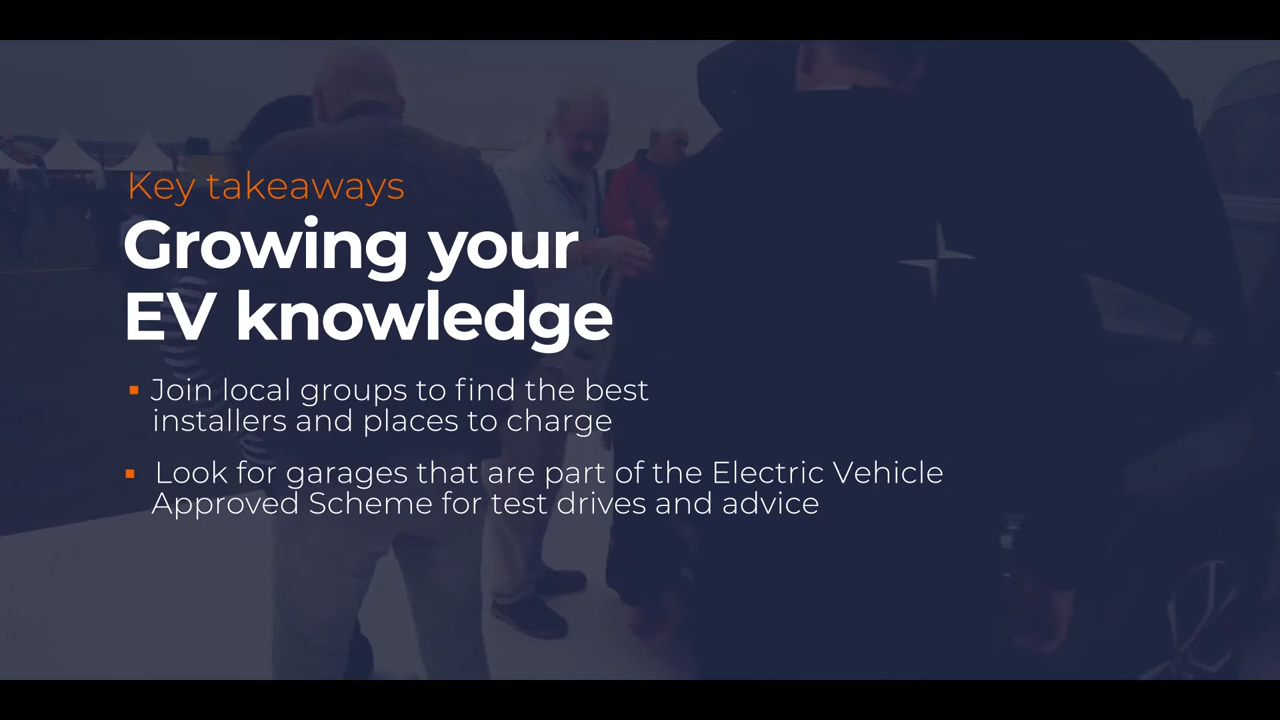 Key takeaways
Growing your
EV knowledge
▪ Join local groups to find the best
installers and places to charge
▪ Look for garages that are part of the Electric Vehicle
Approved Scheme for test drives and advice